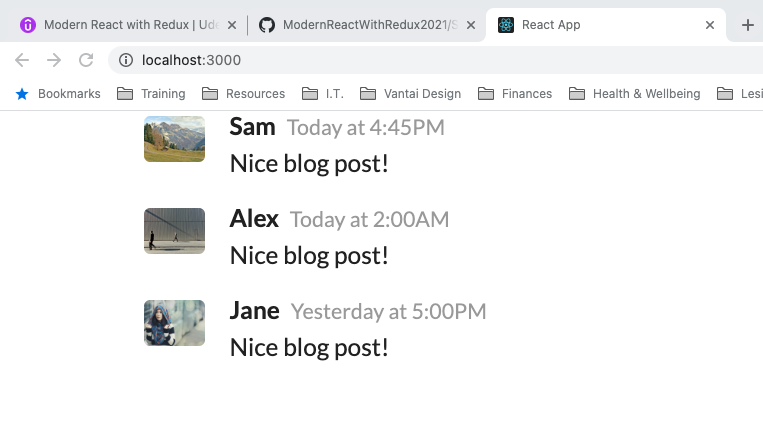 Modern React with Redux | Ude
ModernReactWithRedux2021/S
React App
localhost:3000
Bookmarks Training Resources I.T. Vantai Design Finances Health & Wellbeing Lesi
Sam Today at 4:45PM
Nice blog post!
Alex Today at 2:00AM
Nice blog post!
Jane Yesterday at 5:00PM
Nice blog post!